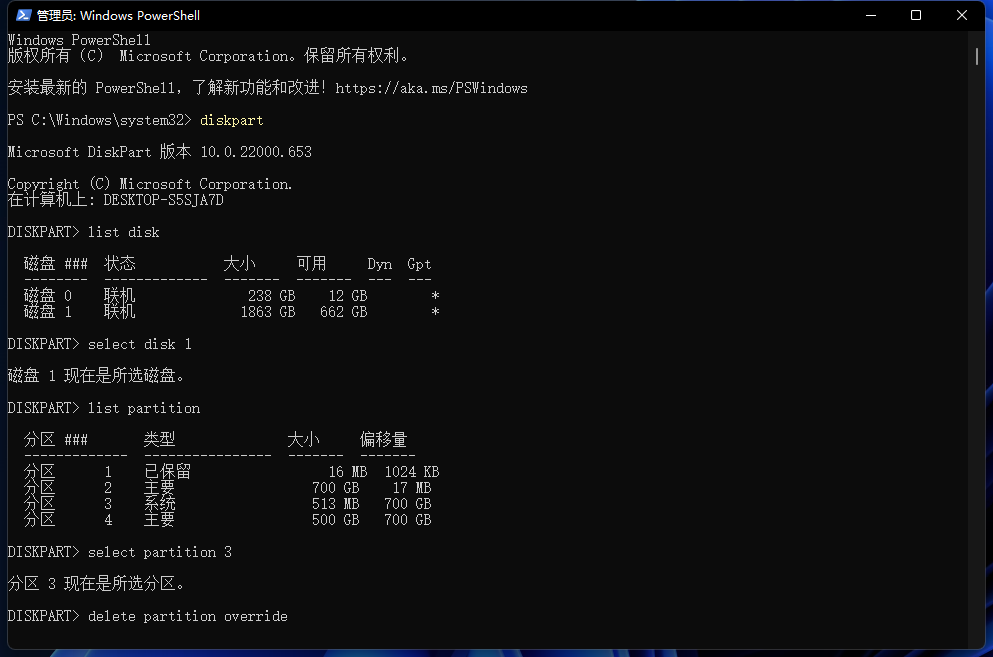 管理员: Windows PowerShell
Windows PowerShell
版权所有 (C)  Microsoft Corporation。保留所有权利。
安装最新的 PowerShell，了解新功能和改进！https://aka.ms/PSWindows
PS C:\Windows\system32> diskpart
Microsoft DiskPart 版本 10.0.22000.653
Copyright (C) Microsoft Corporation.
在计算机上: DESKTOP-S5SJA7D
DISKPART> list disk
  磁盘 ###  状态           大小     可用     Dyn  Gpt
  --------  -------------  -------  -------  ---  ---
  磁盘 0    联机              238 GB    12 GB        *
  磁盘 1    联机             1863 GB   662 GB        *
DISKPART> select disk 1
磁盘 1 现在是所选磁盘。
DISKPART> list partition
  分区 ###       类型              大小     偏移量
  -------------  ----------------  -------  -------
  分区      1    已保留                 16 MB  1024 KB
  分区      2    主要                700 GB    17 MB
  分区      3    系统                513 MB   700 GB
  分区      4    主要                500 GB   700 GB
DISKPART> select partition 3
分区 3 现在是所选分区。
DISKPART> delete partition override